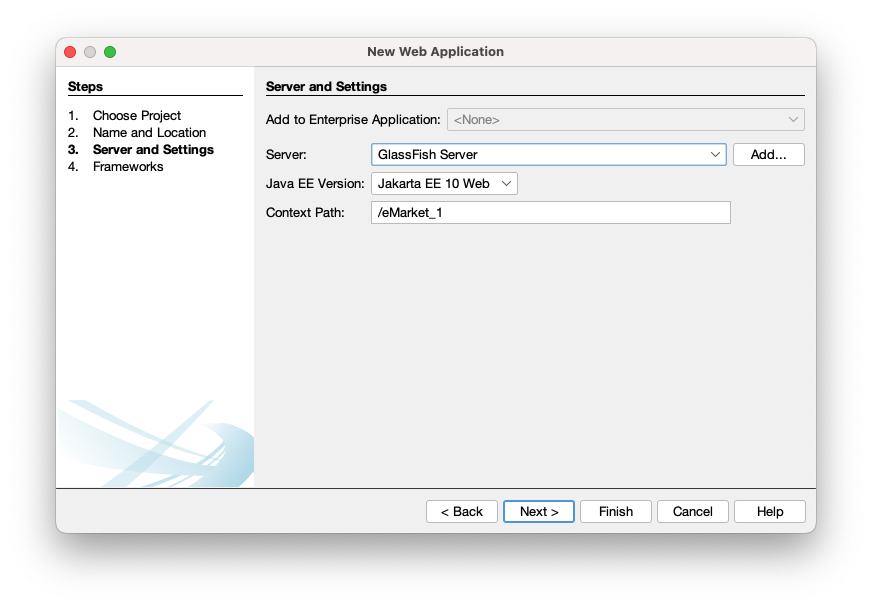 New Web Application
Steps
1. Choose Project
2. Name and Location
3. Server and Settings
4. Frameworks
Server and Settings
Add to Enterprise Application: <None>
Server: GlassFish Server Add...
Java EE Version: Jakarta EE 10 Web
Context Path: /eMarket_1
< Back Next > Finish Cancel Help